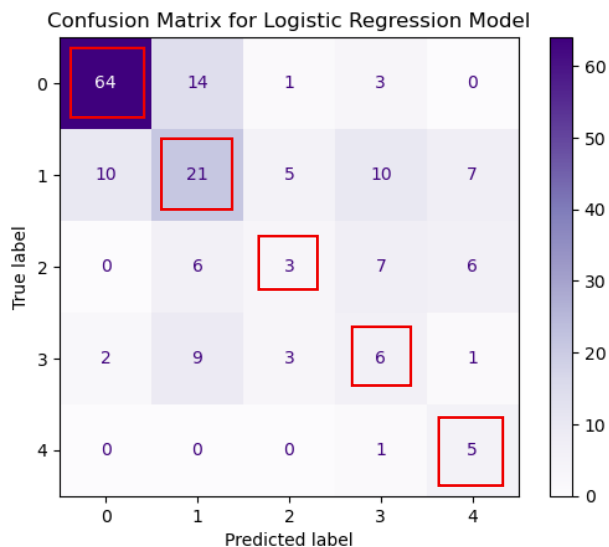 Confusion Matrix for Logistic Regression Model
0 64 14 1 3 0
1 10 21 5 10 7
2 0 6 3 7 6
3 2 9 3 6 1
4 0 0 0 1 5
0 1 2 3 4
Predicted label
True label
60
50
40
30
20
10
0